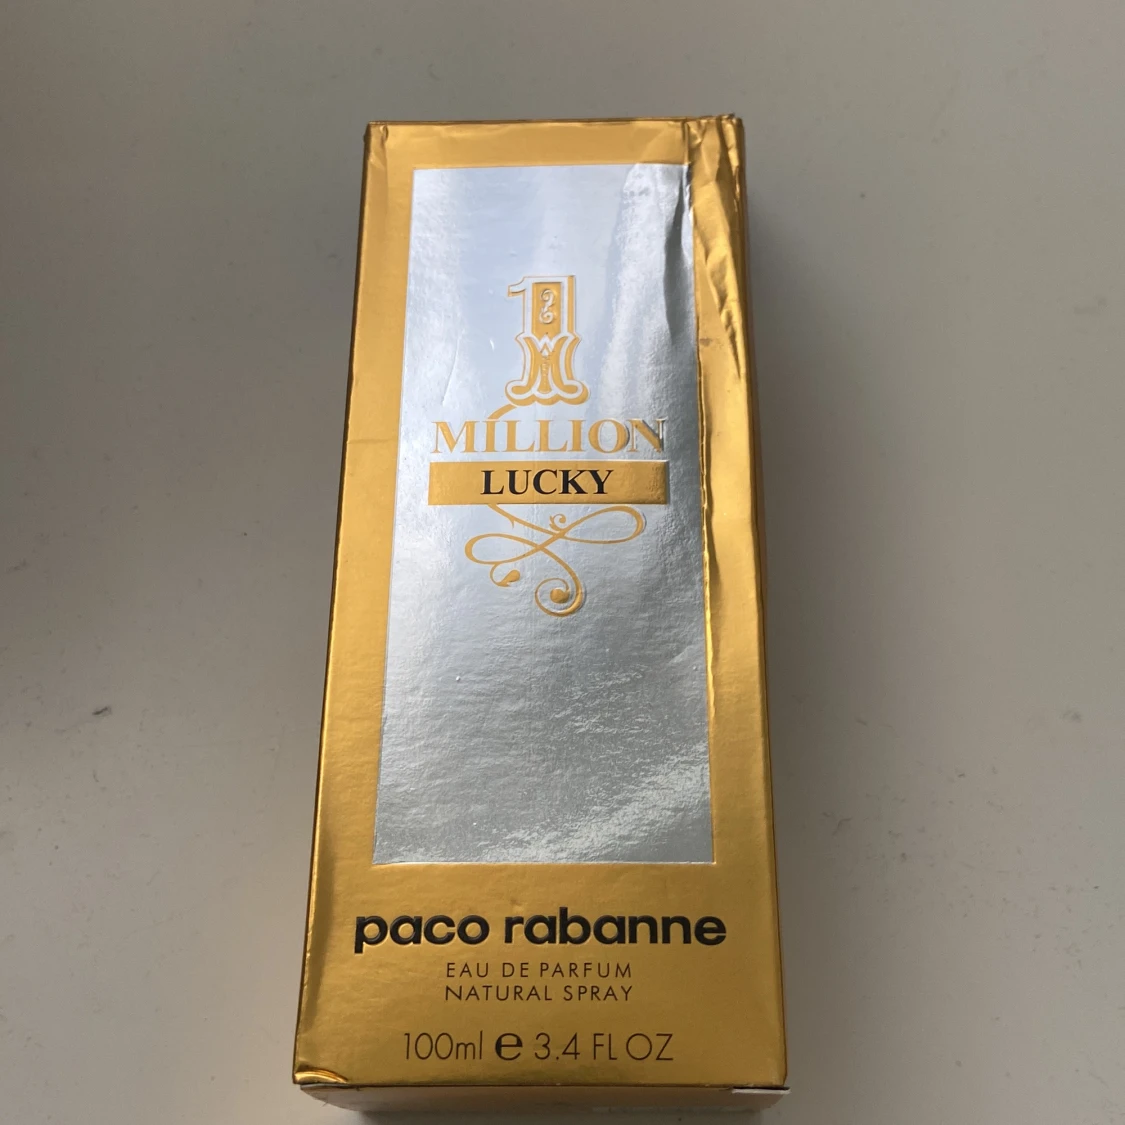 1
MILLION
LUCKY
paco rabanne
EAU DE PARFUM
NATURAL SPRAY
100ml ℮ 3.4 FL OZ